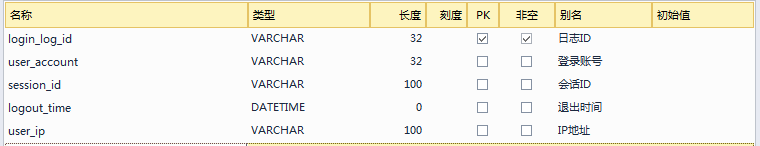 名称 类型 长度 刻度 PK 非空 别名 初始值
login_log_id VARCHAR 32 日志ID
user_account VARCHAR 32 登录账号
session_id VARCHAR 100 会话ID
logout_time DATETIME 0 退出时间
user_ip VARCHAR 100 IP地址